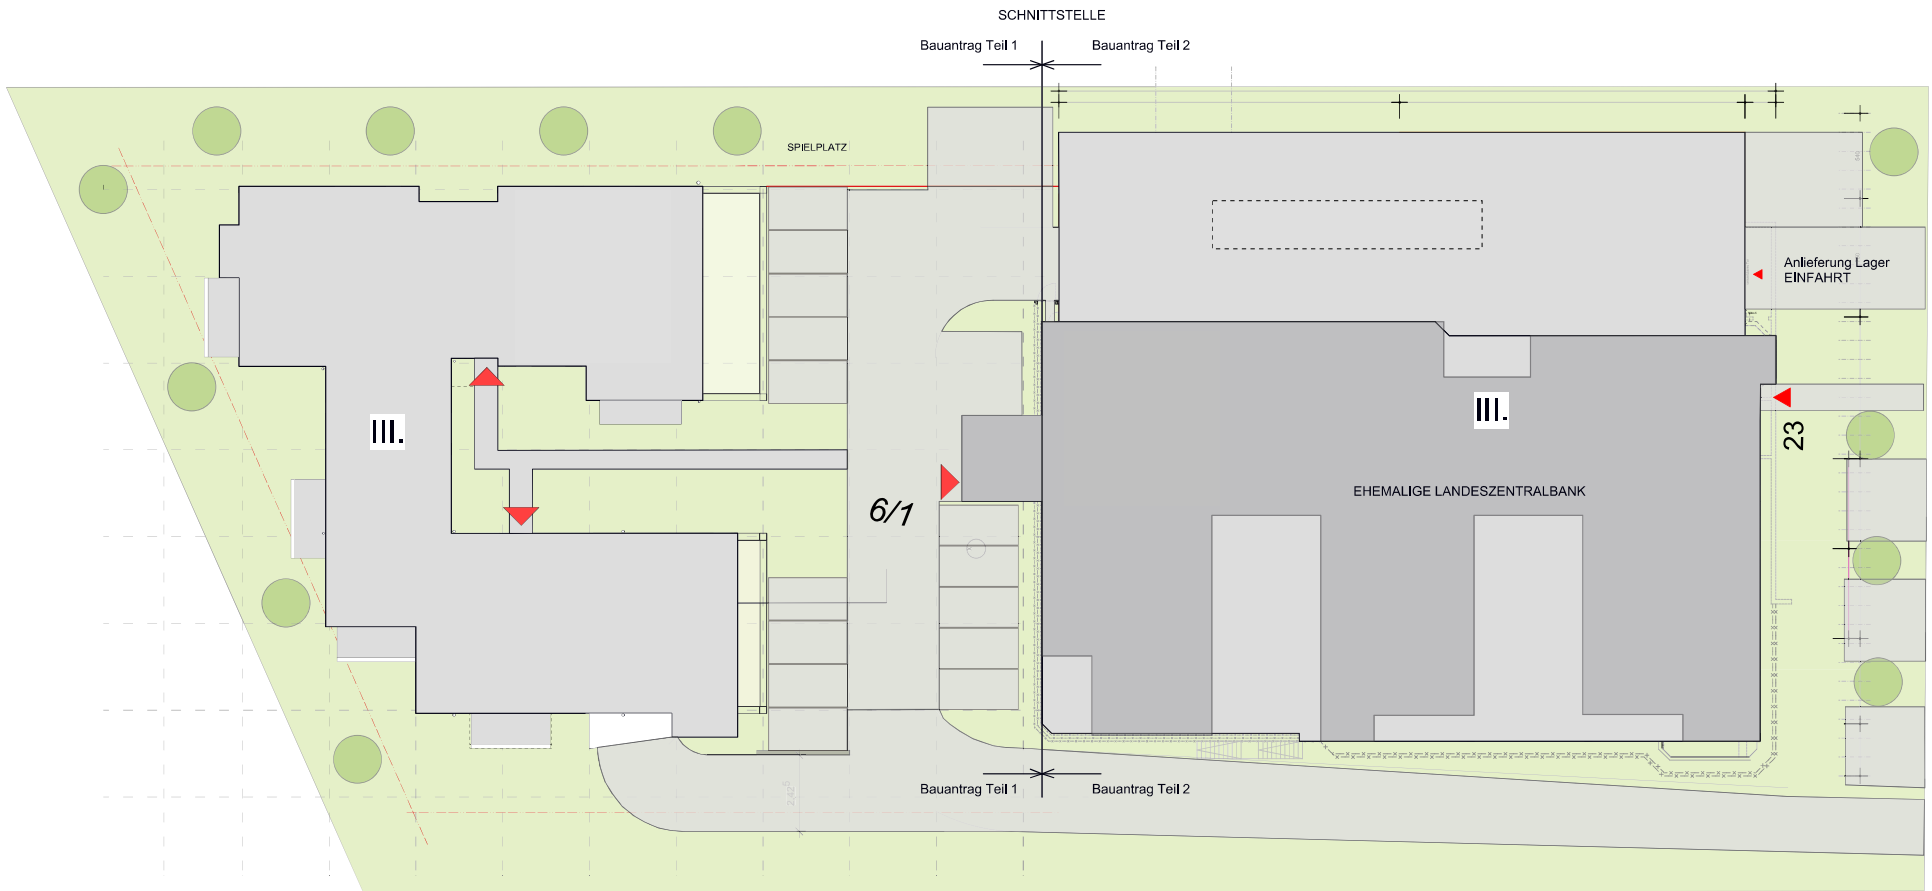 SCHNITTSTELLE
Bauantrag Teil 1
Bauantrag Teil 2
SPIELPLATZ
Anlieferung Lager
EINFAHRT
III.
III.
23
EHEMALIGE LANDESZENTRALBANK
6/1
Bauantrag Teil 1
Bauantrag Teil 2